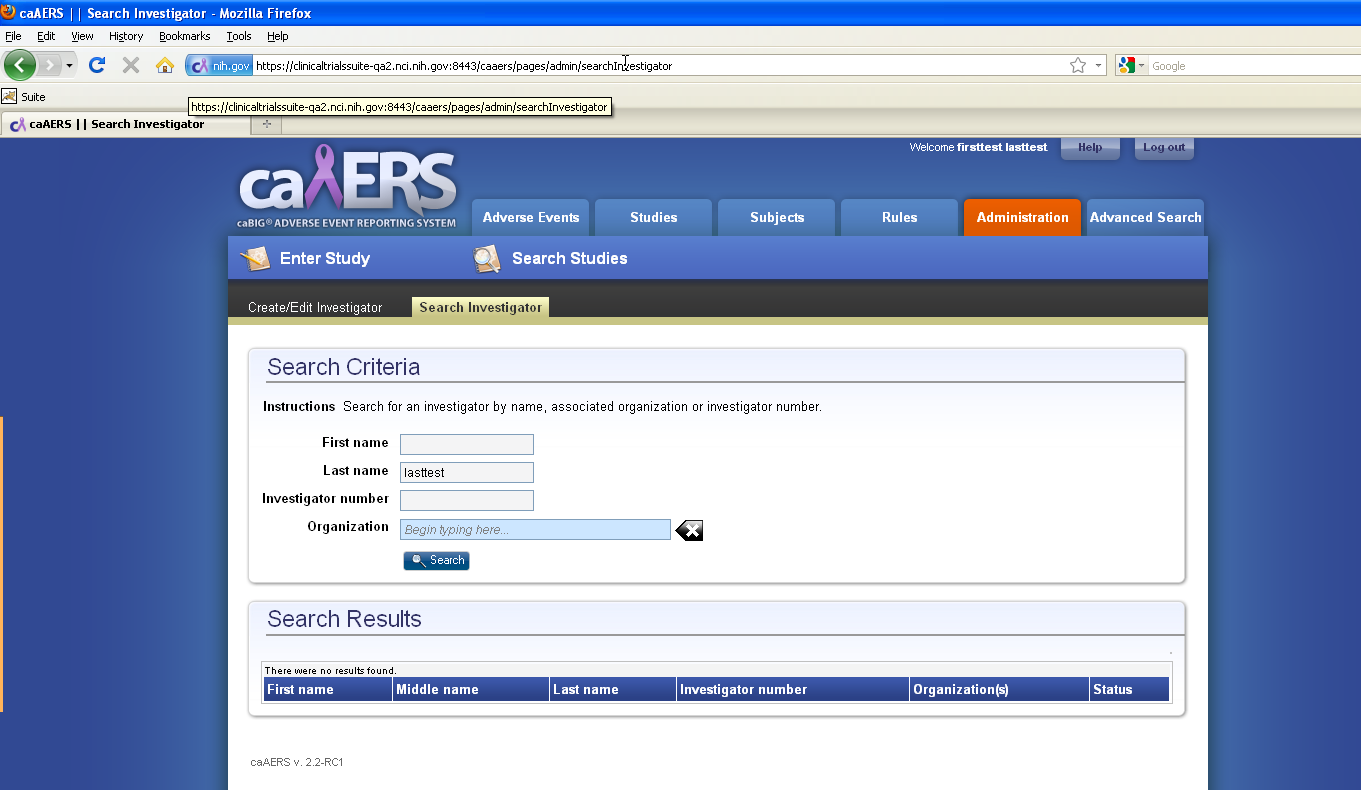 caAERS || Search Investigator - Mozilla Firefox
File Edit View History Bookmarks Tools Help
nih.gov https://clinicaltrialssuite-qa2.nci.nih.gov:8443/caaers/pages/admin/searchInvestigator Google
Suite
https://clinicaltrialssuite-qa2.nci.nih.gov:8443/caaers/pages/admin/searchInvestigator
caAERS || Search Investigator
Welcome firsttest lasttest Help Log out
caAERS
caBIG® ADVERSE EVENT REPORTING SYSTEM
Adverse Events Studies Subjects Rules Administration Advanced Search
Enter Study Search Studies
Create/Edit Investigator Search Investigator
Search Criteria
Instructions Search for an investigator by name, associated organization or investigator number.
First name
Last name lasttest
Investigator number
Organization Begin typing here...
Search
Search Results
There were no results found.
First name Middle name Last name Investigator number Organization(s) Status
caAERS v. 2.2-RC1